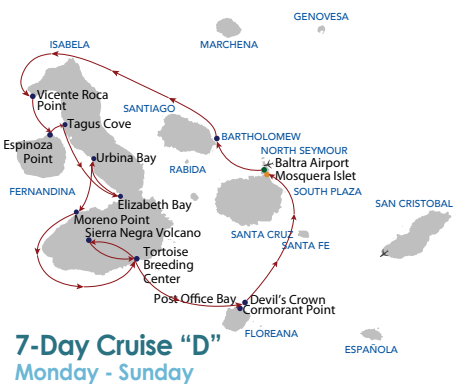 GENOVESA
ISABELA
MARCHENA
Vicente Roca
Point
SANTIAGO
Tagus Cove
BARTHOLOMEW
Espinoza
Point
NORTH SEYMOUR
Urbina Bay
Baltra Airport
RABIDA
Mosquera Islet
FERNANDINA
SOUTH PLAZA
Elizabeth Bay
SAN CRISTOBAL
Moreno Point
Sierra Negra Volcano
SANTA CRUZ
SANTA FE
Tortoise
Breeding
Center
Post Office Bay
Devil's Crown
Cormorant Point
FLOREANA
ESPAÑOLA
7-Day Cruise “D”
Monday - Sunday